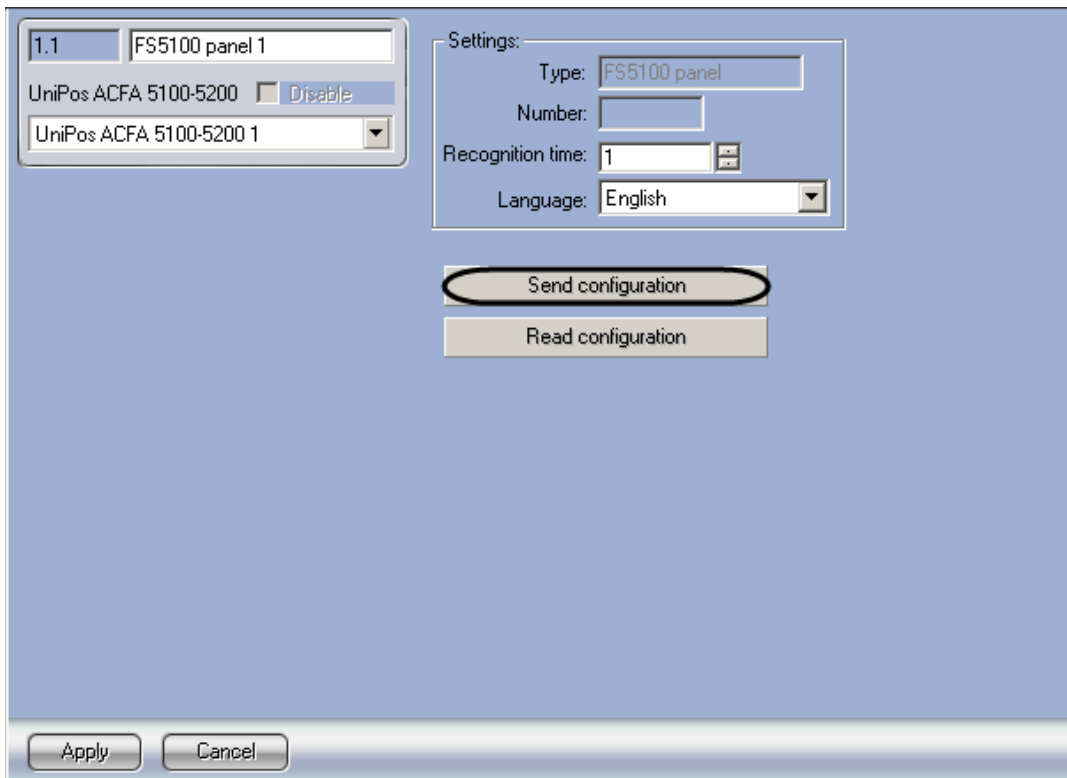 1.1 FS5100 panel 1
UniPos ACFA 5100-5200 Disable
UniPos ACFA 5100-5200 1
Settings:
Type: FS5100 panel
Number:
Recognition time: 1
Language: English
Send configuration
Read configuration
Apply Cancel